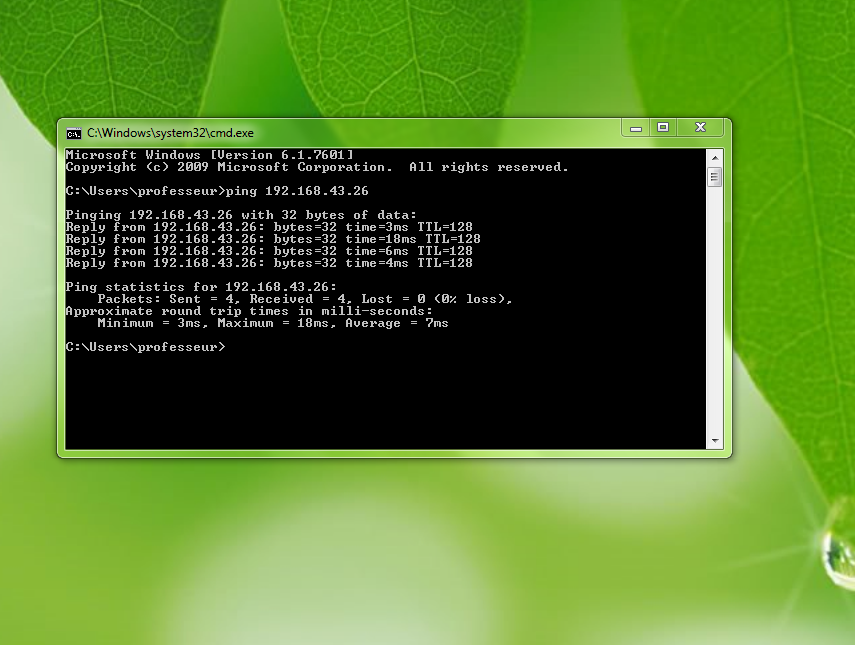 C:\Windows\system32\cmd.exe
Microsoft Windows [Version 6.1.7601]
Copyright (c) 2009 Microsoft Corporation.  All rights reserved.
C:\Users\professeur>ping 192.168.43.26
Pinging 192.168.43.26 with 32 bytes of data:
Reply from 192.168.43.26: bytes=32 time=3ms TTL=128
Reply from 192.168.43.26: bytes=32 time=18ms TTL=128
Reply from 192.168.43.26: bytes=32 time=6ms TTL=128
Reply from 192.168.43.26: bytes=32 time=4ms TTL=128
Ping statistics for 192.168.43.26:
    Packets: Sent = 4, Received = 4, Lost = 0 (0% loss),
Approximate round trip times in milli-seconds:
    Minimum = 3ms, Maximum = 18ms, Average = 7ms
C:\Users\professeur>